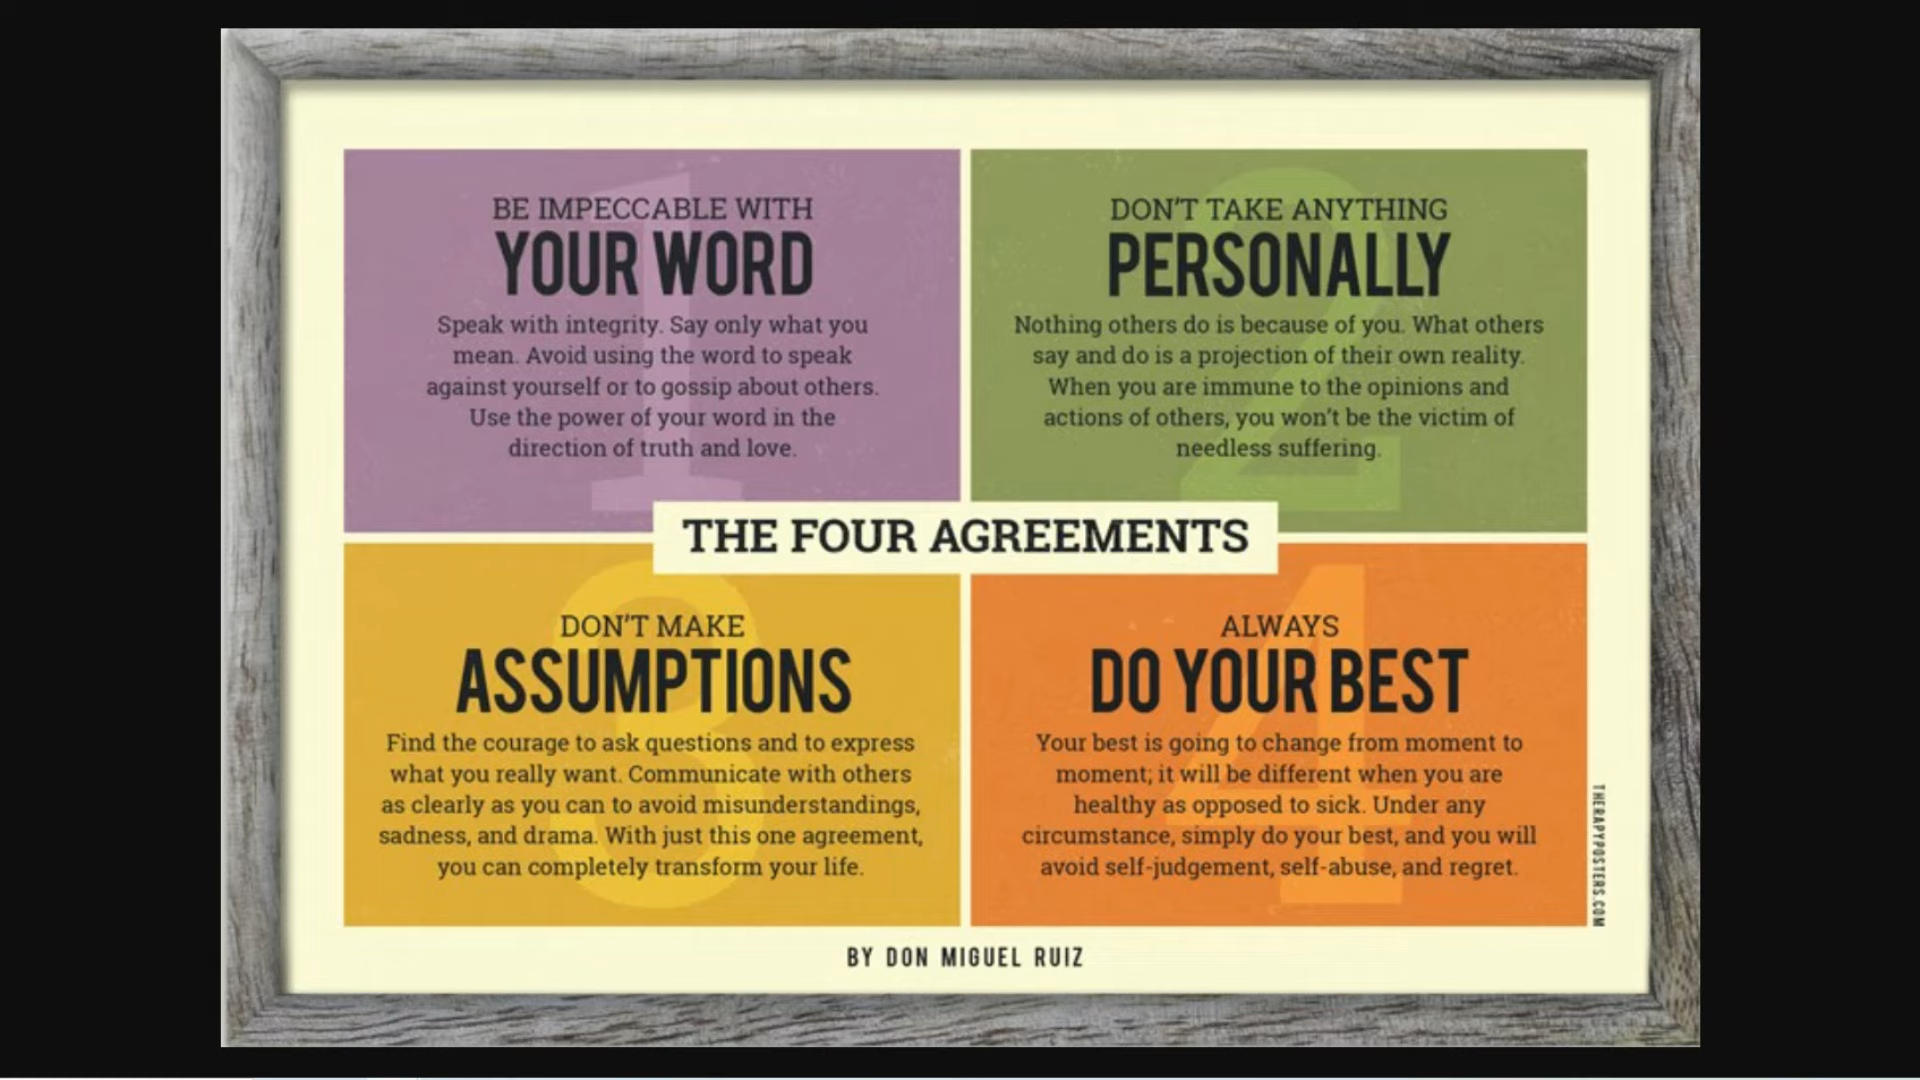 BE IMPECCABLE WITH
YOUR WORD
Speak with integrity. Say only what you
mean. Avoid using the word to speak
against yourself or to gossip about others.
Use the power of your word in the
direction of truth and love.
1
DON'T TAKE ANYTHING
PERSONALLY
Nothing others do is because of you. What others
say and do is a projection of their own reality.
When you are immune to the opinions and
actions of others, you won't be the victim of
needless suffering.
2
THE FOUR AGREEMENTS
DON'T MAKE
ASSUMPTIONS
Find the courage to ask questions and to express
what you really want. Communicate with others
as clearly as you can to avoid misunderstandings,
sadness, and drama. With just this one agreement,
you can completely transform your life.
3
ALWAYS
DO YOUR BEST
Your best is going to change from moment to
moment; it will be different when you are
healthy as opposed to sick. Under any
circumstance, simply do your best, and you will
avoid self-judgement, self-abuse, and regret.
4
THERAPYPOSTERS.COM
BY DON MIGUEL RUIZ